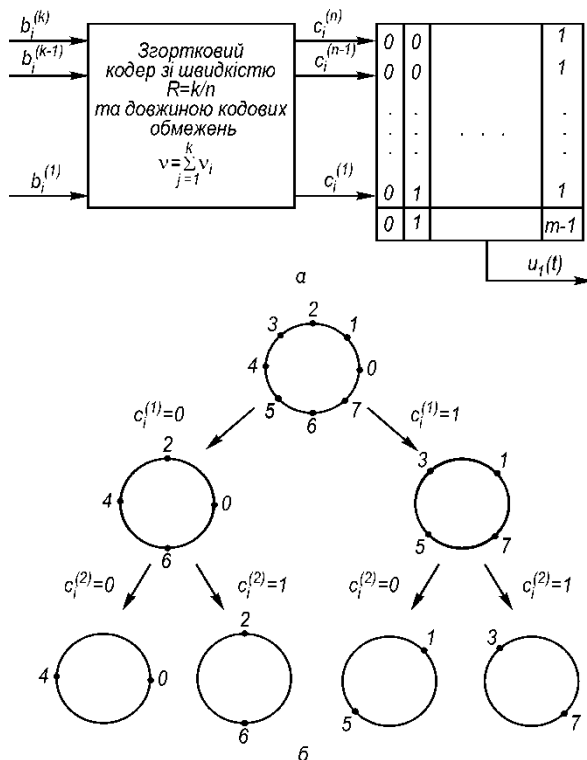 b_i^(k)
b_i^(k-1)
b_i^(1)
Згортковий
кодер зі швидкістю
R=k/n
та довжиною кодових
обмежень
ν=∑_{j=1}^{k} ν_i
c_i^(n)
c_i^(n-1)
c_i^(1)
0 0 1
0 0 1
. . .
. . . . . .
. . .
0 1 1
0 1 m-1
u_1(t)
а
2
3 1
4 0
5 7
6
c_i^(1)=0 c_i^(1)=1
2
4 0
6
3 1
5 7
c_i^(2)=0 c_i^(2)=1 c_i^(2)=0 c_i^(2)=1
4 0
2
6
1
5
3
7
б